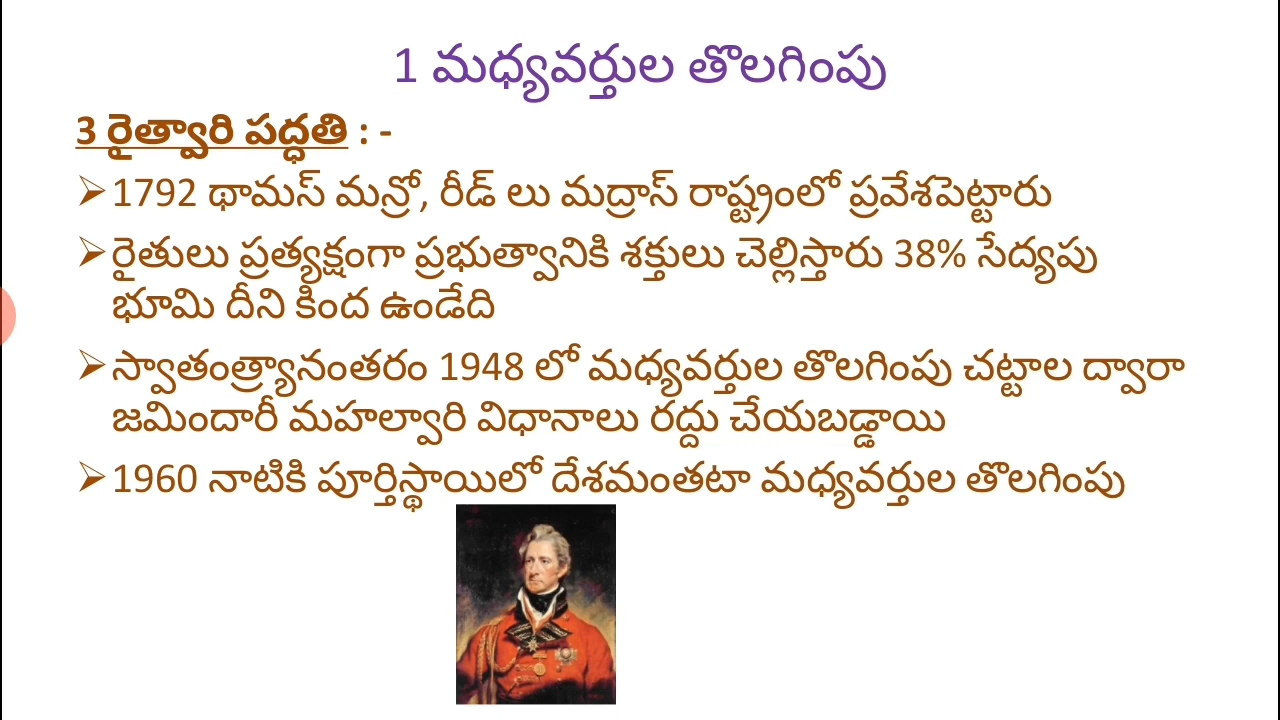 1 మధ్యవర్తుల తొలగింపు
3 రైత్వారి పద్ధతి : -
➢1792 థామస్ మన్రో, రీడ్ లు మద్రాస్ రాష్ట్రంలో ప్రవేశపెట్టారు
➢రైతులు ప్రత్యక్షంగా ప్రభుత్వానికి శక్తులు చెల్లిస్తారు 38% సేద్యపు
భూమి దీని కింద ఉండేది
➢స్వాతంత్ర్యానంతరం 1948 లో మధ్యవర్తుల తొలగింపు చట్టాల ద్వారా
జమిందారీ మహల్వారి విధానాలు రద్దు చేయబడ్డాయి
➢1960 నాటికి పూర్తిస్థాయిలో దేశమంతటా మధ్యవర్తుల తొలగింపు